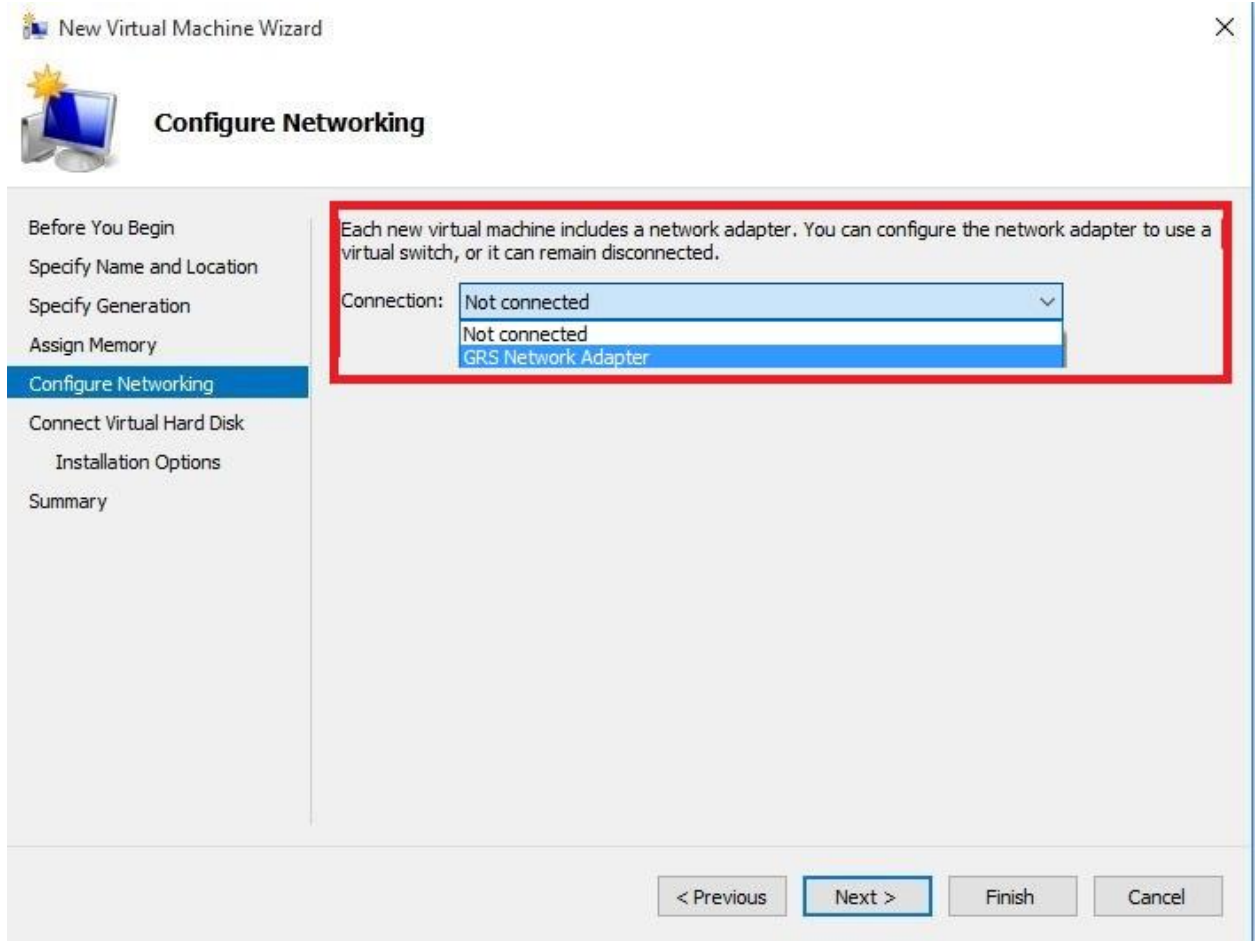 New Virtual Machine Wizard
Configure Networking
Before You Begin
Specify Name and Location
Specify Generation
Assign Memory
Configure Networking
Connect Virtual Hard Disk
Installation Options
Summary
Each new virtual machine includes a network adapter. You can configure the network adapter to use a
virtual switch, or it can remain disconnected.
Connection: Not connected
Not connected
GRS Network Adapter
< Previous Next > Finish Cancel